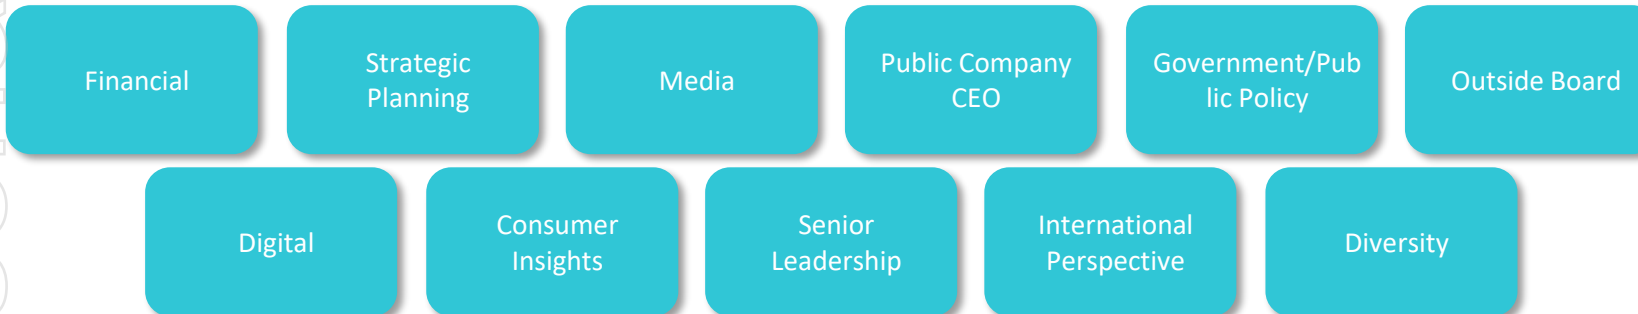 Financial
Strategic
Planning
Media
Public Company
CEO
Government/Pub
lic Policy
Outside Board
Digital
Consumer
Insights
Senior
Leadership
International
Perspective
Diversity